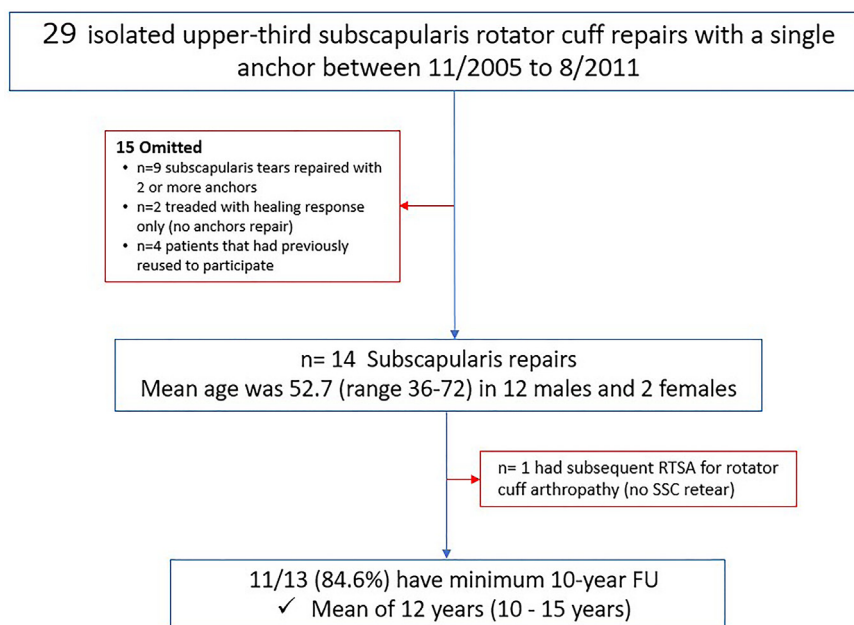 29 isolated upper-third subscapularis rotator cuff repairs with a single
anchor between 11/2005 to 8/2011
15 Omitted
• n=9 subscapularis tears repaired with
2 or more anchors
• n=2 treaded with healing response
only (no anchors repair)
• n=4 patients that had previously
reused to participate
n= 14 Subscapularis repairs
Mean age was 52.7 (range 36-72) in 12 males and 2 females
n= 1 had subsequent RTSA for rotator
cuff arthropathy (no SSC retear)
11/13 (84.6%) have minimum 10-year FU
✓ Mean of 12 years (10 - 15 years)